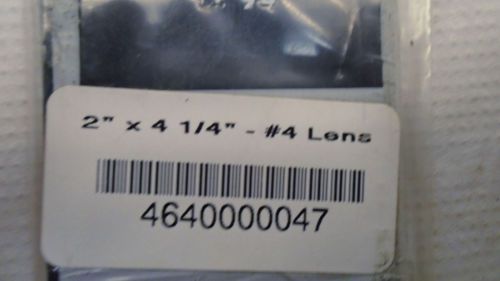 2" x 4 1/4" - #4 Lens
4640000047